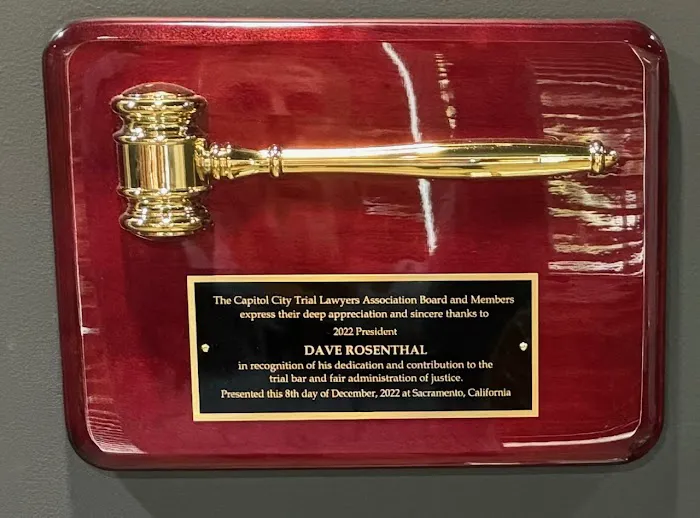 The Capitol City Trial Lawyers Association Board and Members
express their deep appreciation and sincere thanks to
2022 President
DAVE ROSENTHAL
in recognition of his dedication and contribution to the
trial bar and fair administration of justice.
Presented this 8th day of December, 2022 at Sacramento, California